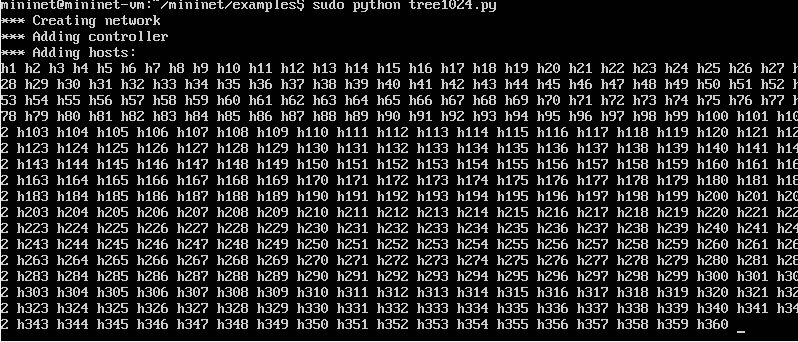 mininet@mininet-vm:~/mininet/examples$ sudo python tree1024.py
*** Creating network
*** Adding controller
*** Adding hosts:
h1 h2 h3 h4 h5 h6 h7 h8 h9 h10 h11 h12 h13 h14 h15 h16 h17 h18 h19 h20 h21 h22 h23 h24 h25 h26 h27 h
28 h29 h30 h31 h32 h33 h34 h35 h36 h37 h38 h39 h40 h41 h42 h43 h44 h45 h46 h47 h48 h49 h50 h51 h52 h
53 h54 h55 h56 h57 h58 h59 h60 h61 h62 h63 h64 h65 h66 h67 h68 h69 h70 h71 h72 h73 h74 h75 h76 h77 h
78 h79 h80 h81 h82 h83 h84 h85 h86 h87 h88 h89 h90 h91 h92 h93 h94 h95 h96 h97 h98 h99 h100 h101 h10
2 h103 h104 h105 h106 h107 h108 h109 h110 h111 h112 h113 h114 h115 h116 h117 h118 h119 h120 h121 h12
2 h123 h124 h125 h126 h127 h128 h129 h130 h131 h132 h133 h134 h135 h136 h137 h138 h139 h140 h141 h14
2 h143 h144 h145 h146 h147 h148 h149 h150 h151 h152 h153 h154 h155 h156 h157 h158 h159 h160 h161 h16
2 h163 h164 h165 h166 h167 h168 h169 h170 h171 h172 h173 h174 h175 h176 h177 h178 h179 h180 h181 h18
2 h183 h184 h185 h186 h187 h188 h189 h190 h191 h192 h193 h194 h195 h196 h197 h198 h199 h200 h201 h20
2 h203 h204 h205 h206 h207 h208 h209 h210 h211 h212 h213 h214 h215 h216 h217 h218 h219 h220 h221 h22
2 h223 h224 h225 h226 h227 h228 h229 h230 h231 h232 h233 h234 h235 h236 h237 h238 h239 h240 h241 h24
2 h243 h244 h245 h246 h247 h248 h249 h250 h251 h252 h253 h254 h255 h256 h257 h258 h259 h260 h261 h26
2 h263 h264 h265 h266 h267 h268 h269 h270 h271 h272 h273 h274 h275 h276 h277 h278 h279 h280 h281 h28
2 h283 h284 h285 h286 h287 h288 h289 h290 h291 h292 h293 h294 h295 h296 h297 h298 h299 h300 h301 h30
2 h303 h304 h305 h306 h307 h308 h309 h310 h311 h312 h313 h314 h315 h316 h317 h318 h319 h320 h321 h32
2 h323 h324 h325 h326 h327 h328 h329 h330 h331 h332 h333 h334 h335 h336 h337 h338 h339 h340 h341 h34
2 h343 h344 h345 h346 h347 h348 h349 h350 h351 h352 h353 h354 h355 h356 h357 h358 h359 h360 _